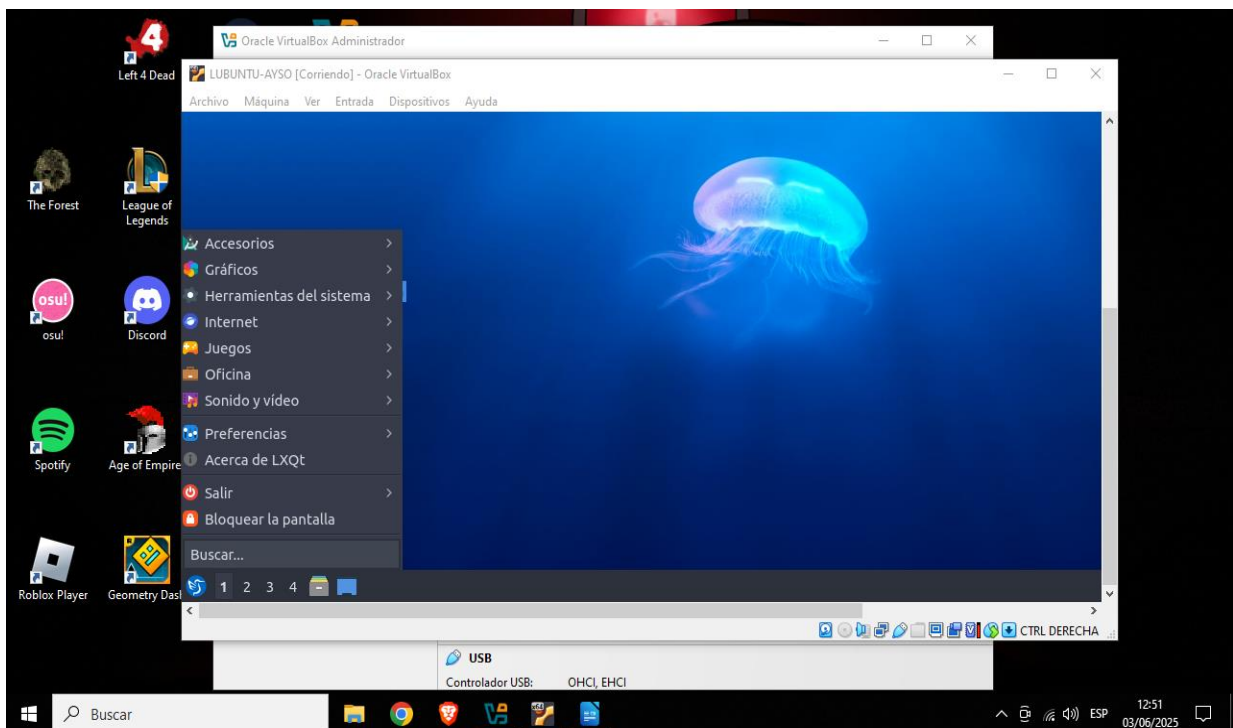 Oracle VirtualBox Administrador
LUBUNTU-AYSO [Corriendo] - Oracle VirtualBox
Archivo Máquina Ver Entrada Dispositivos Ayuda
4
Left 4 Dead
The Forest
League of
Legends
osu!
osu!
Discord
Spotify
Age of Empire
Roblox Player
Geometry Das
Accesorios
Gráficos
Herramientas del sistema
Internet
Juegos
Oficina
Sonido y vídeo
Preferencias
Acerca de LXQt
Salir
Bloquear la pantalla
Buscar...
1 2 3 4
CTRL DERECHA
USB
Controlador USB: OHCI, EHCI
Buscar
x64
ESP
12:51
03/06/2025